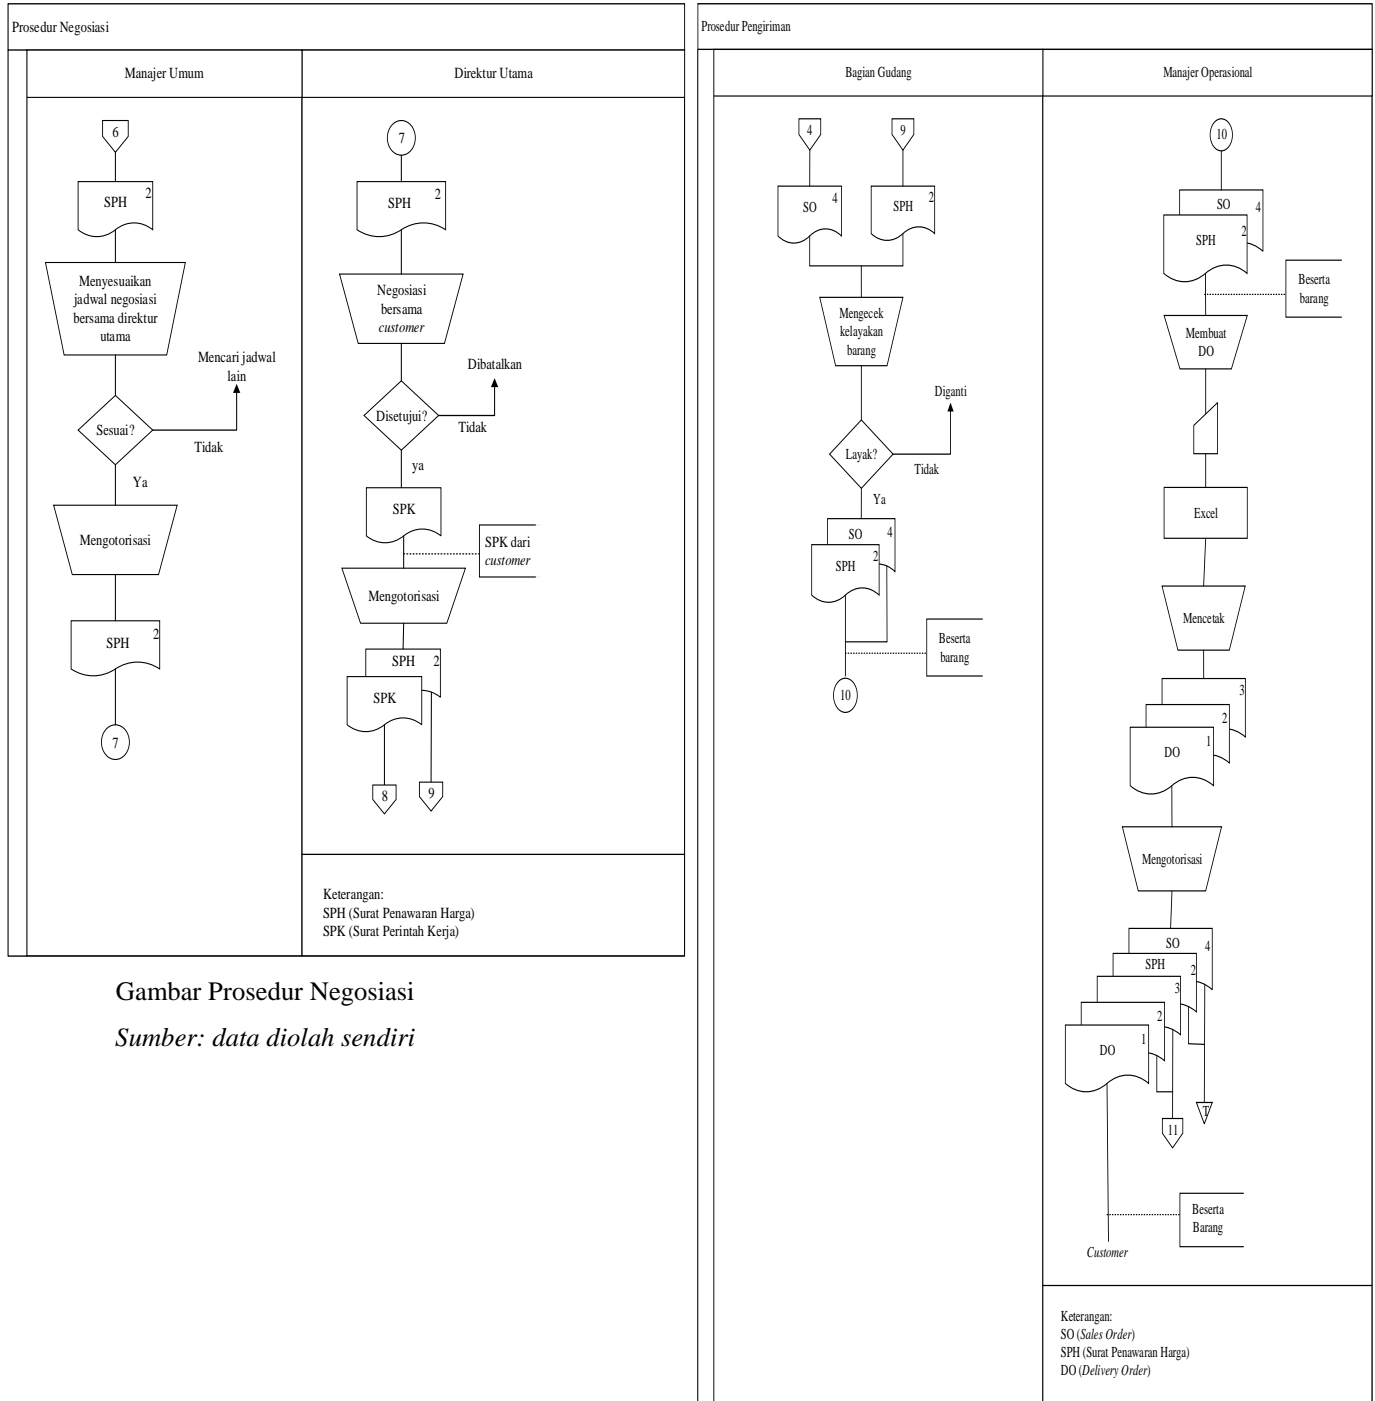 Prosedur Negosiasi
Manajer Umum
Direktur Utama
6
SPH
2
Menyesuaikan
jadwal negosiasi
bersama direktur
utama
Mencari jadwal
lain
Sesuai?
Tidak
Ya
Mengotorisasi
SPH
2
7
7
SPH
2
Negosiasi
bersama
customer
Dibatalkan
Disetujui?
Tidak
ya
SPK
SPK dari
customer
Mengotorisasi
SPH
2
SPK
8
9
Keterangan:
SPH (Surat Penawaran Harga)
SPK (Surat Perintah Kerja)
Gambar Prosedur Negosiasi
Sumber: data diolah sendiri
Prosedur Pengiriman
Bagian Gudang
Manajer Operasional
4
9
SO
4
SPH
2
Mengecek
kelayakan
barang
Diganti
Layak?
Tidak
Ya
SO
4
SPH
2
Beserta
barang
10
10
SO
4
SPH
2
Beserta
barang
Membuat
DO
Excel
Mencetak
3
2
DO
1
Mengotorisasi
SO
4
SPH
2
3
2
DO
1
T
11
Beserta
Barang
Customer
Keterangan:
SO (Sales Order)
SPH (Surat Penawaran Harga)
DO (Delivery Order)